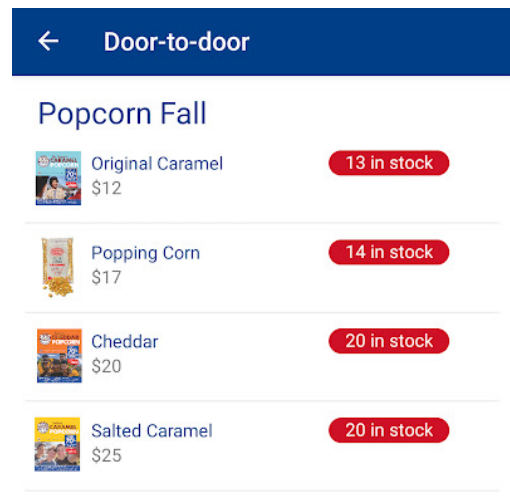 Door-to-door
Popcorn Fall
Original Caramel
13 in stock
$12
Popping Corn
14 in stock
$17
Cheddar
20 in stock
$20
Salted Caramel
20 in stock
$25